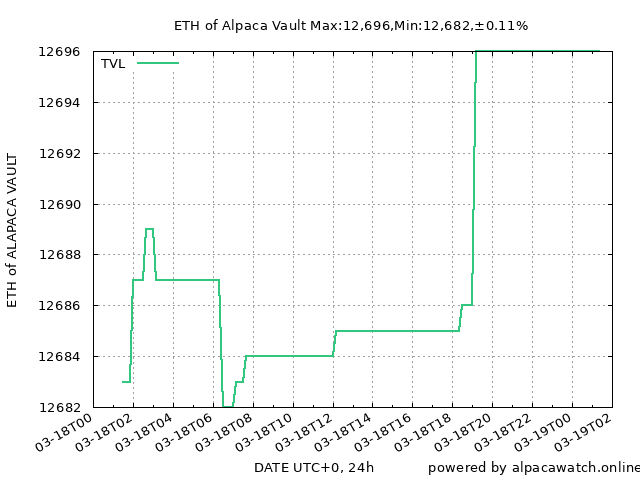 ETH of Alpaca Vault Max:12,696,Min:12,682,±0.11%
TVL
12696
12694
12692
12690
12688
12686
12684
12682
ETH of ALAPACA VAULT
03-18T00
03-18T02
03-18T04
03-18T06
03-18T08
03-18T10
03-18T12
03-18T14
03-18T16
03-18T18
03-18T20
03-18T22
03-19T00
03-19T02
DATE UTC+0, 24h
powered by alpacawatch.online